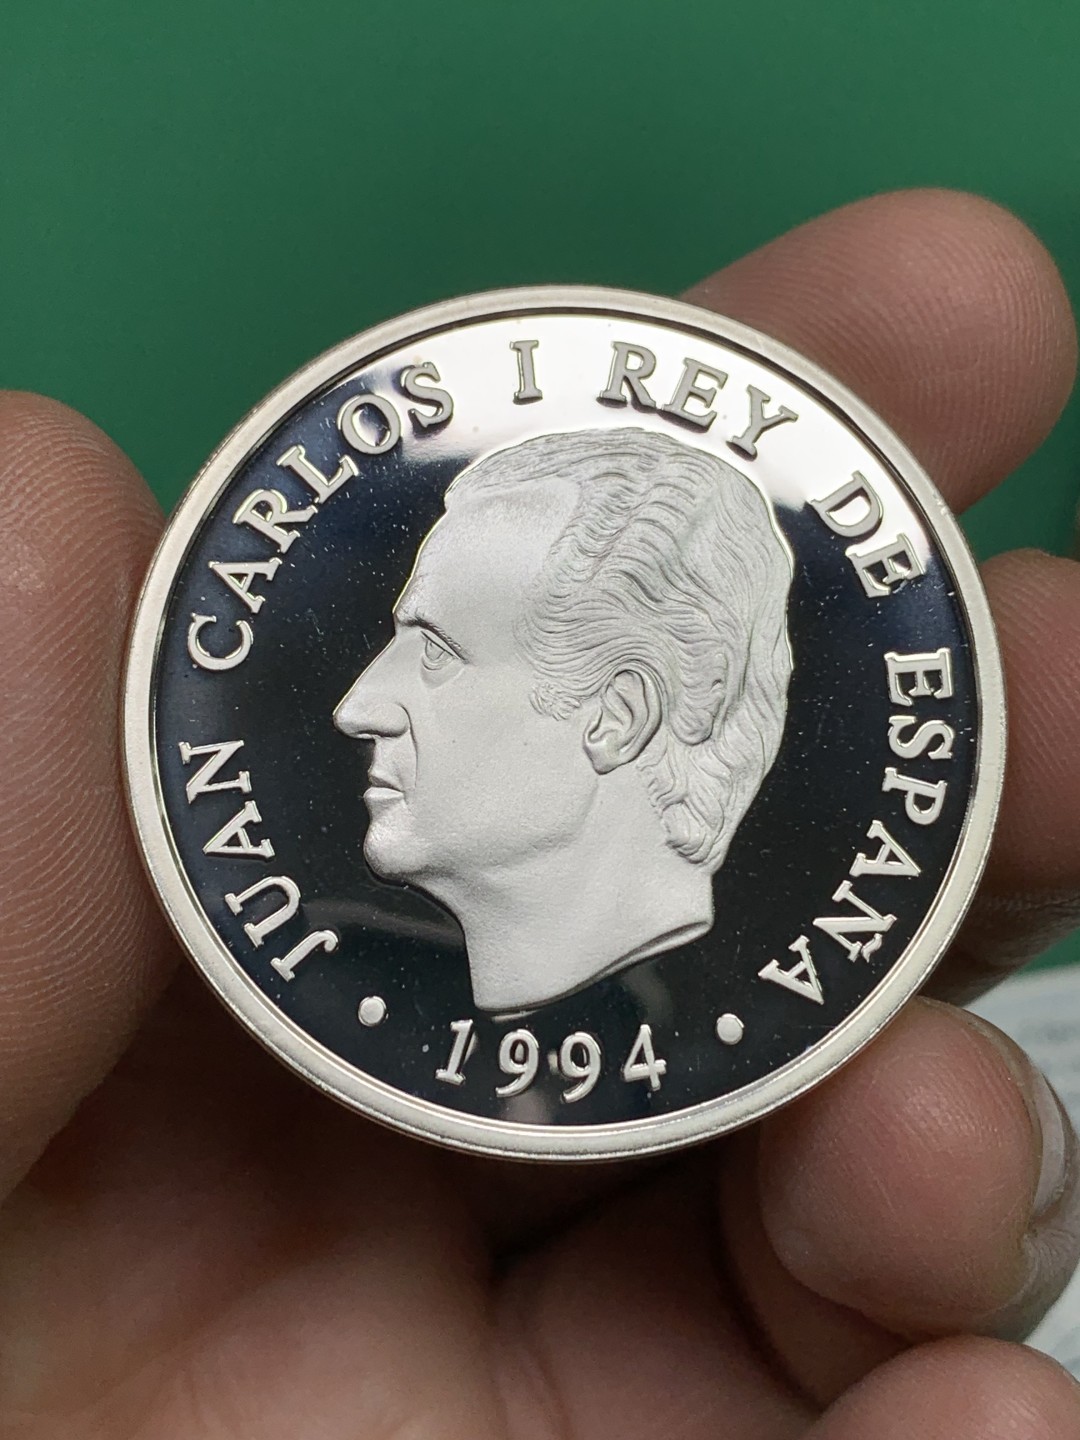 JUAN CARLOS I REY DE ESPAÑA
• 1994 •